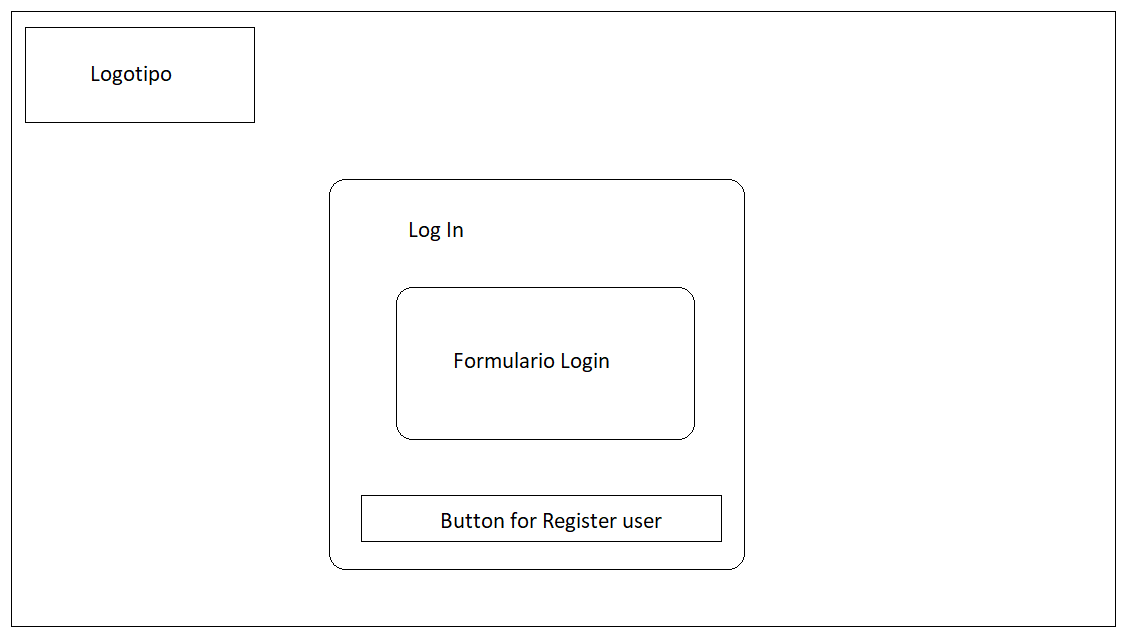 Logotipo
Log In
Formulario Login
Button for Register user